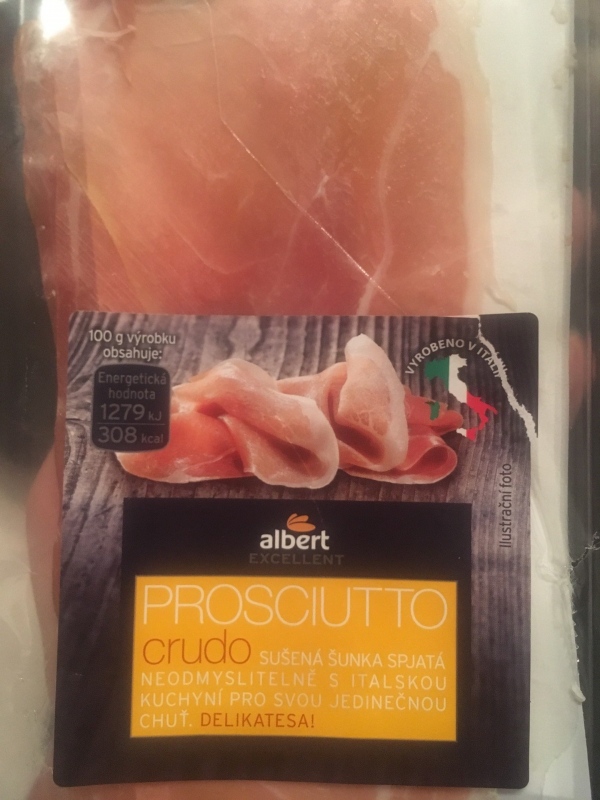 100 g výrobku
obsahuje:
Energetická
hodnota
1279 kJ
308 kcal
VYROBENO V ITÁLII
Ilustrační foto
albert
EXCELLENT
PROSCIUTTO
crudo SUŠENÁ ŠUNKA SPJATÁ
NEODMYSLITELNĚ S ITALSKOU
KUCHYNÍ PRO SVOU JEDINEČNOU
CHUŤ. DELIKATESA!